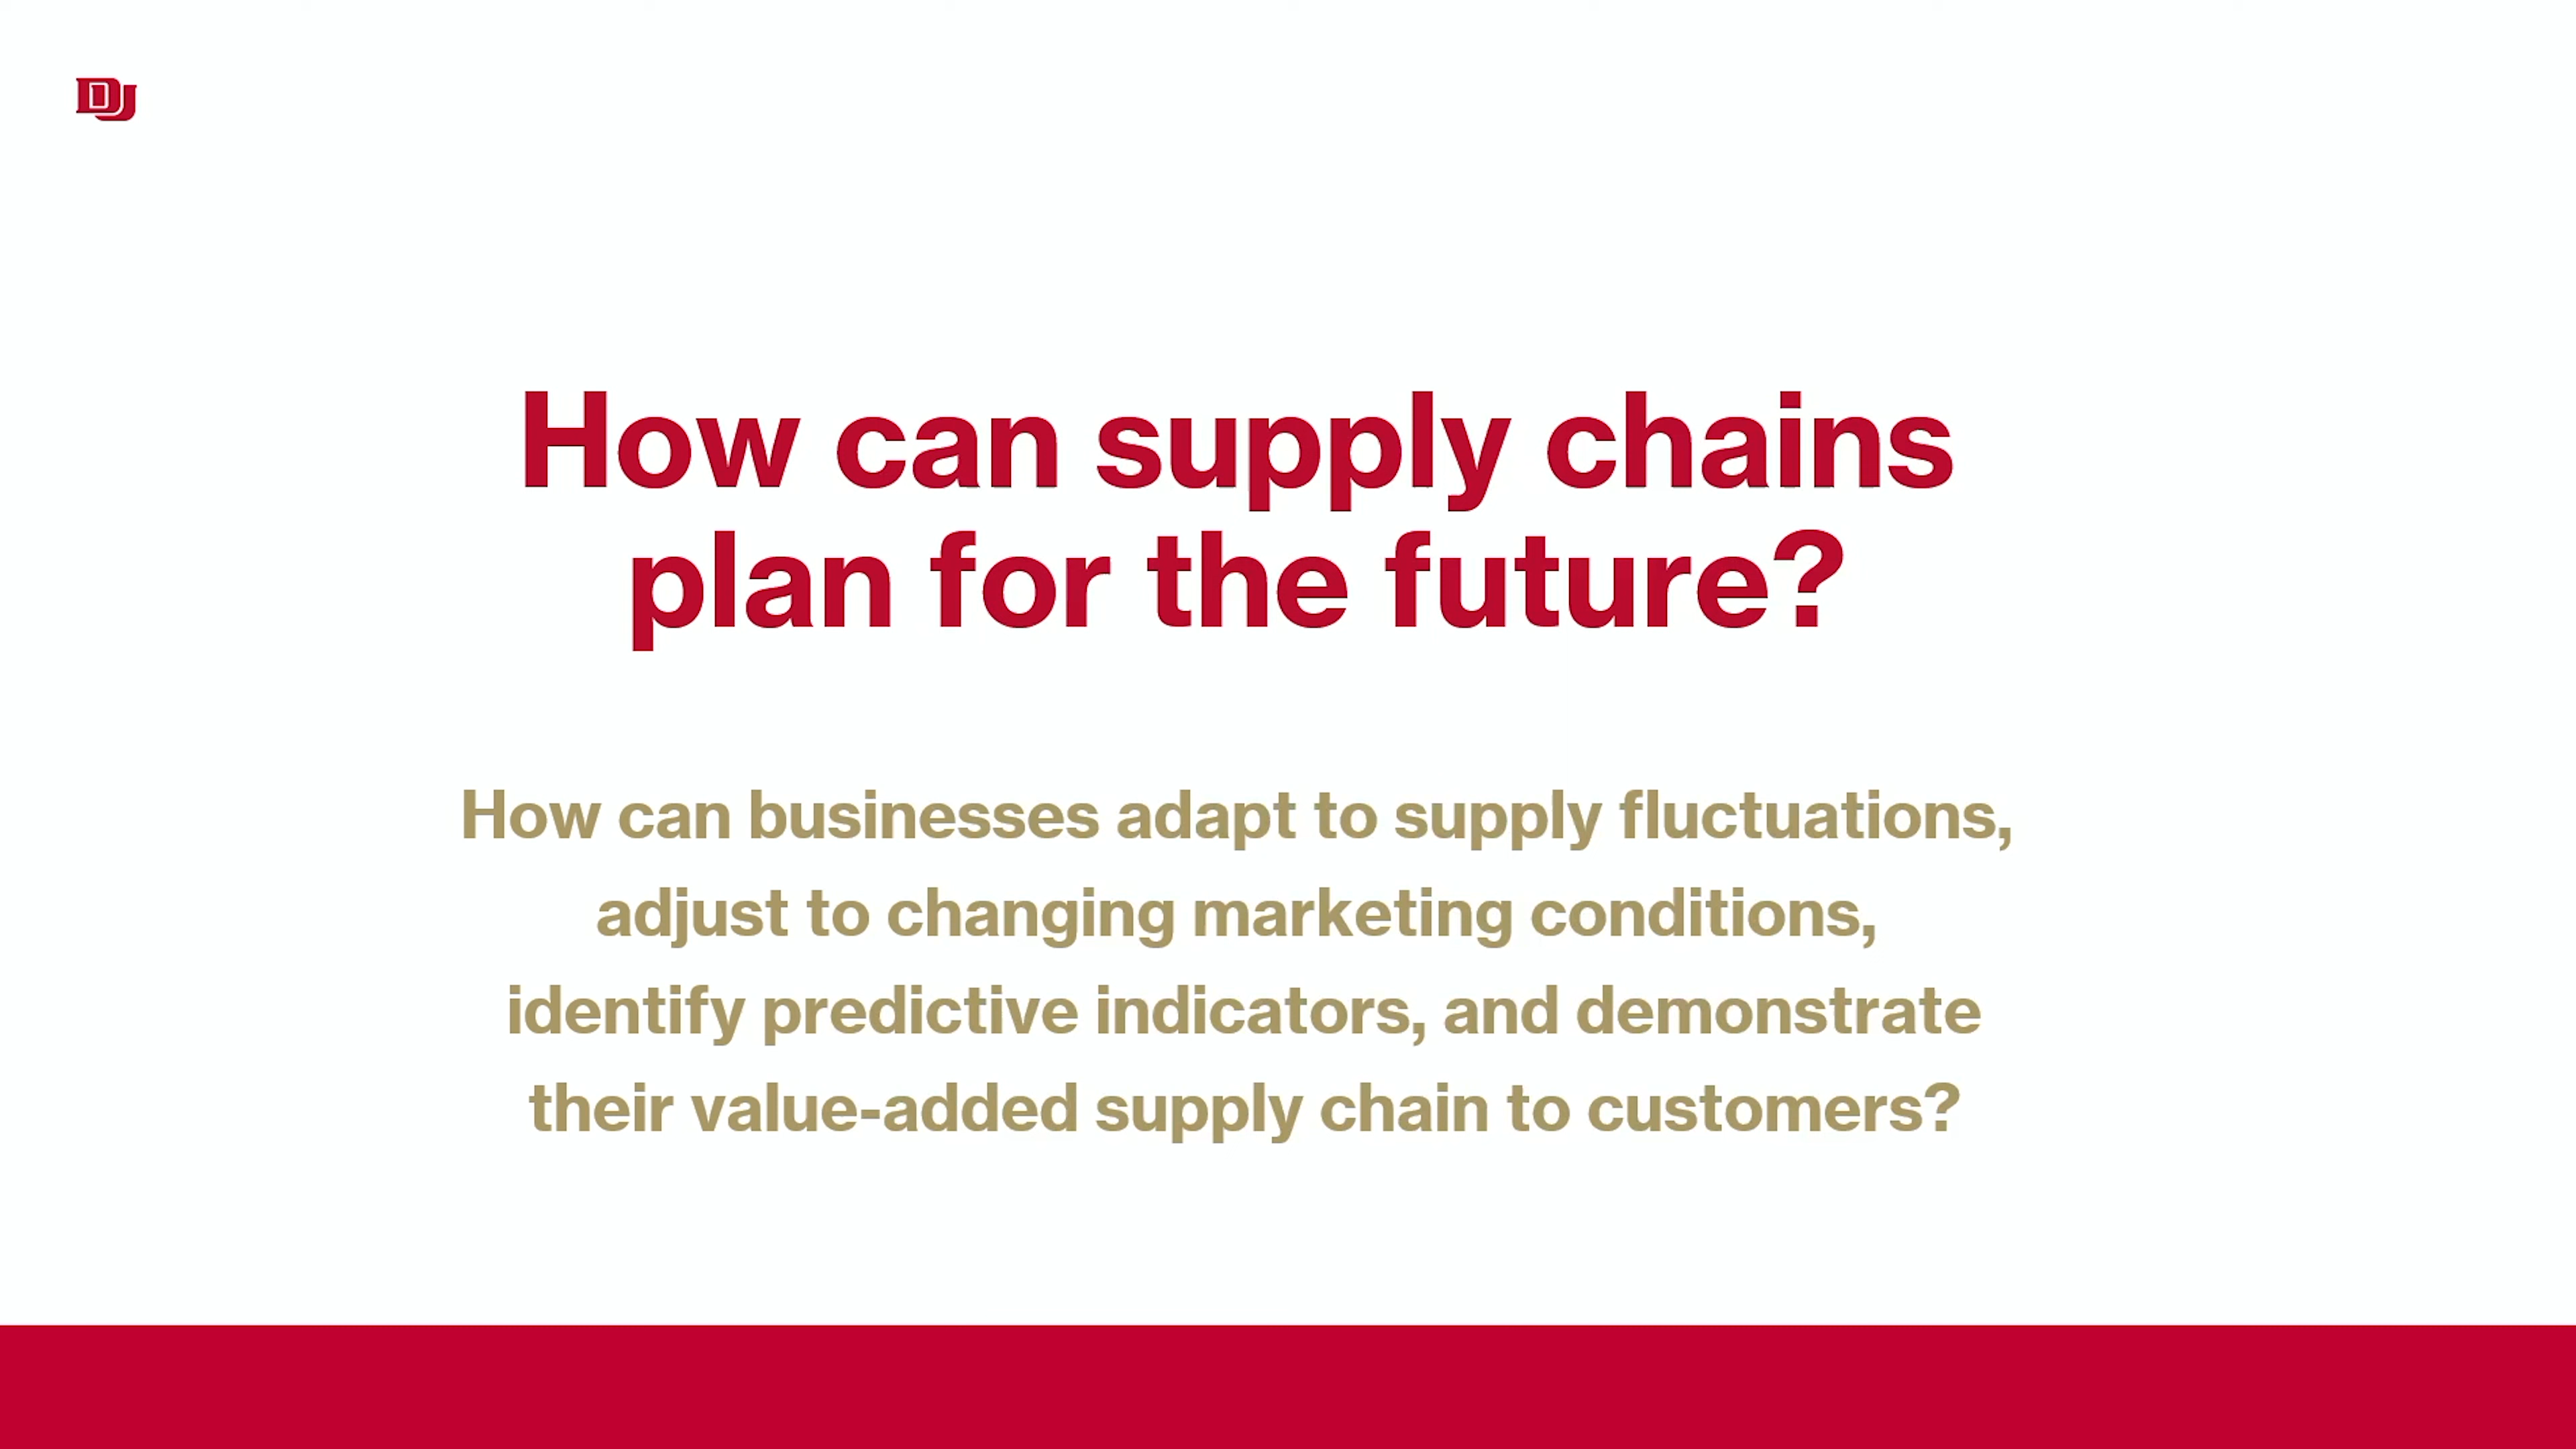 DU
How can supply chains
plan for the future?
How can businesses adapt to supply fluctuations,
adjust to changing marketing conditions,
identify predictive indicators, and demonstrate
their value-added supply chain to customers?